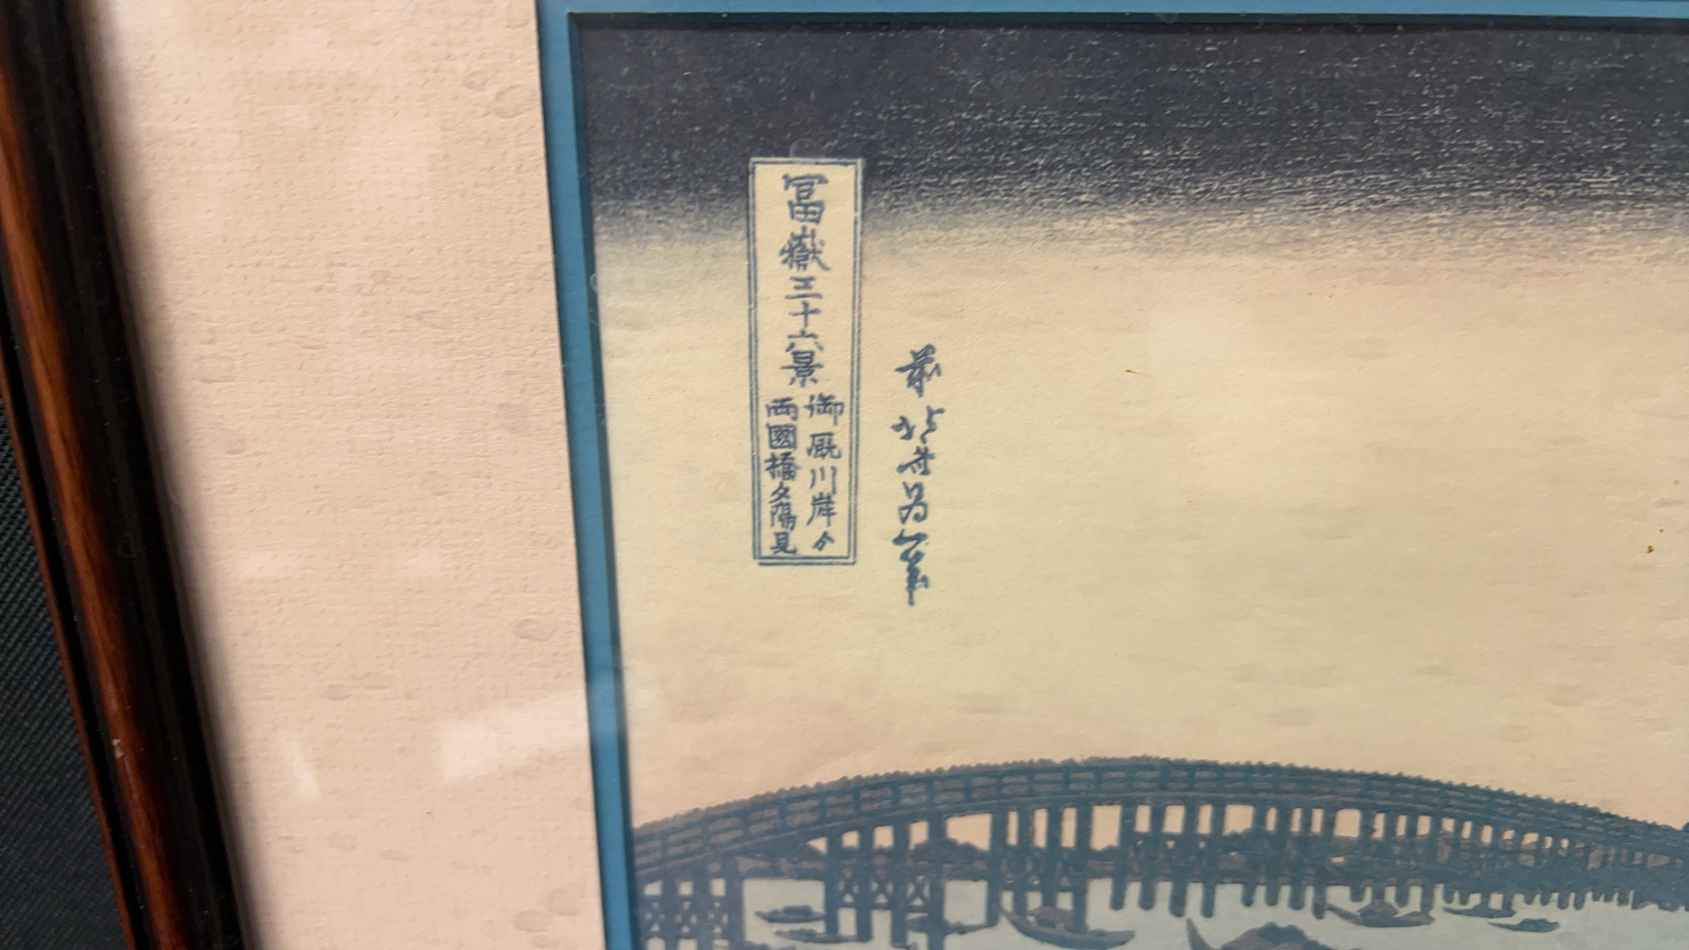 冨嶽三十六景
御厩川岸ゟ
両國橋夕陽見
前北斎為一筆